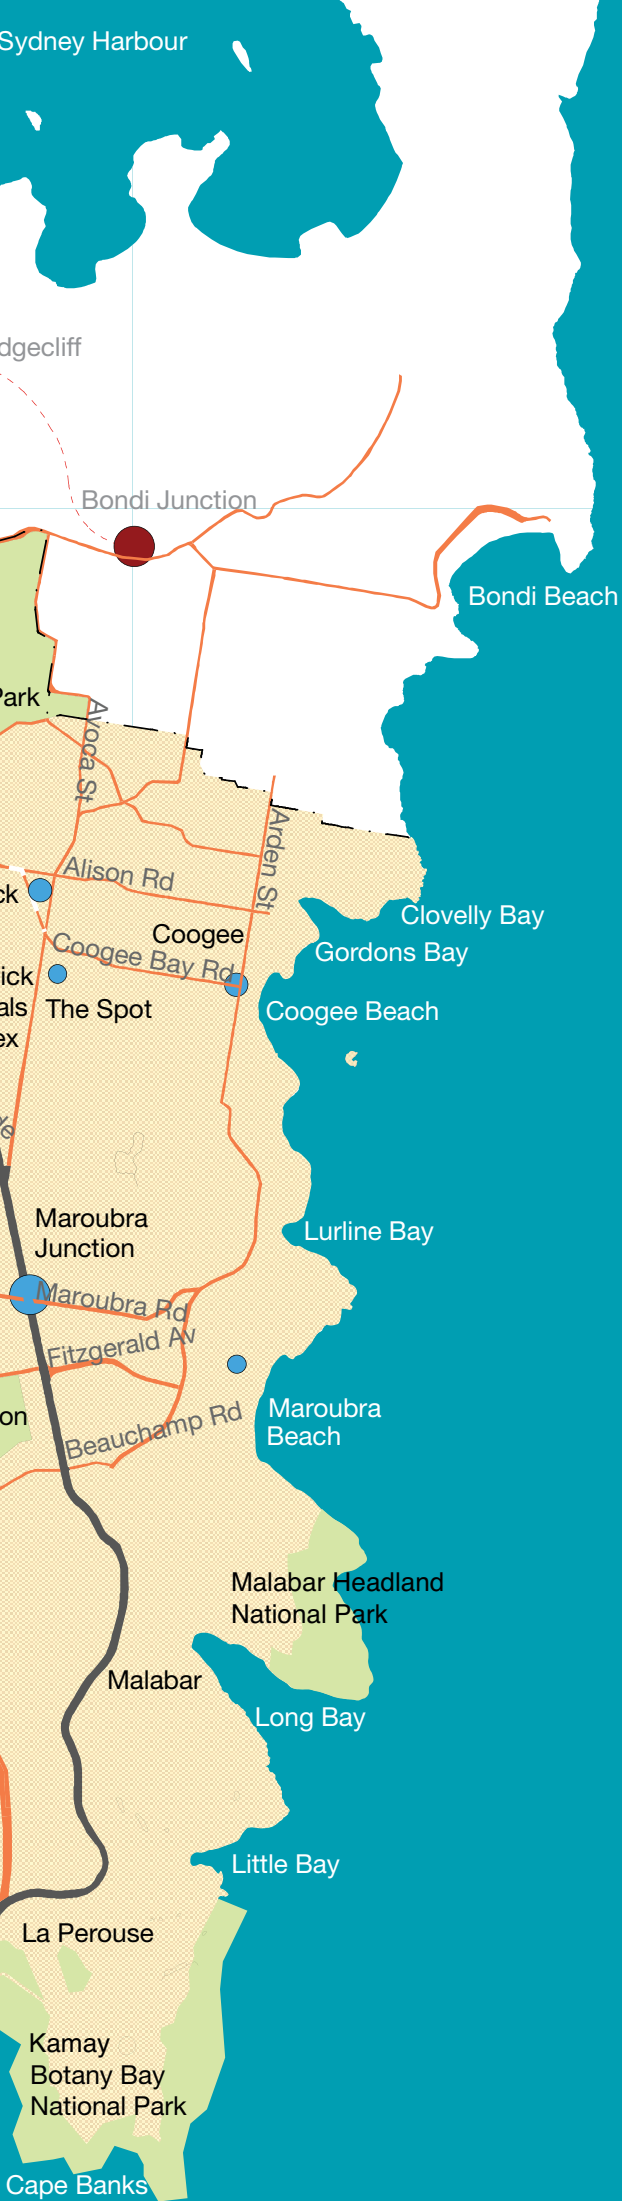 Sydney Harbour
dgecliff
Bondi Junction
Bondi Beach
Park
Avoca St
Arden St
Alison Rd
ck
Clovelly Bay
Coogee
Gordons Bay
Coogee Bay Rd
ick
als
The Spot
Coogee Beach
ex
Maroubra
Junction
Lurline Bay
Maroubra Rd
Fitzgerald Av
on
Maroubra
Beach
Beauchamp Rd
Malabar Headland
National Park
Malabar
Long Bay
Little Bay
La Perouse
Kamay
Botany Bay
National Park
Cape Banks